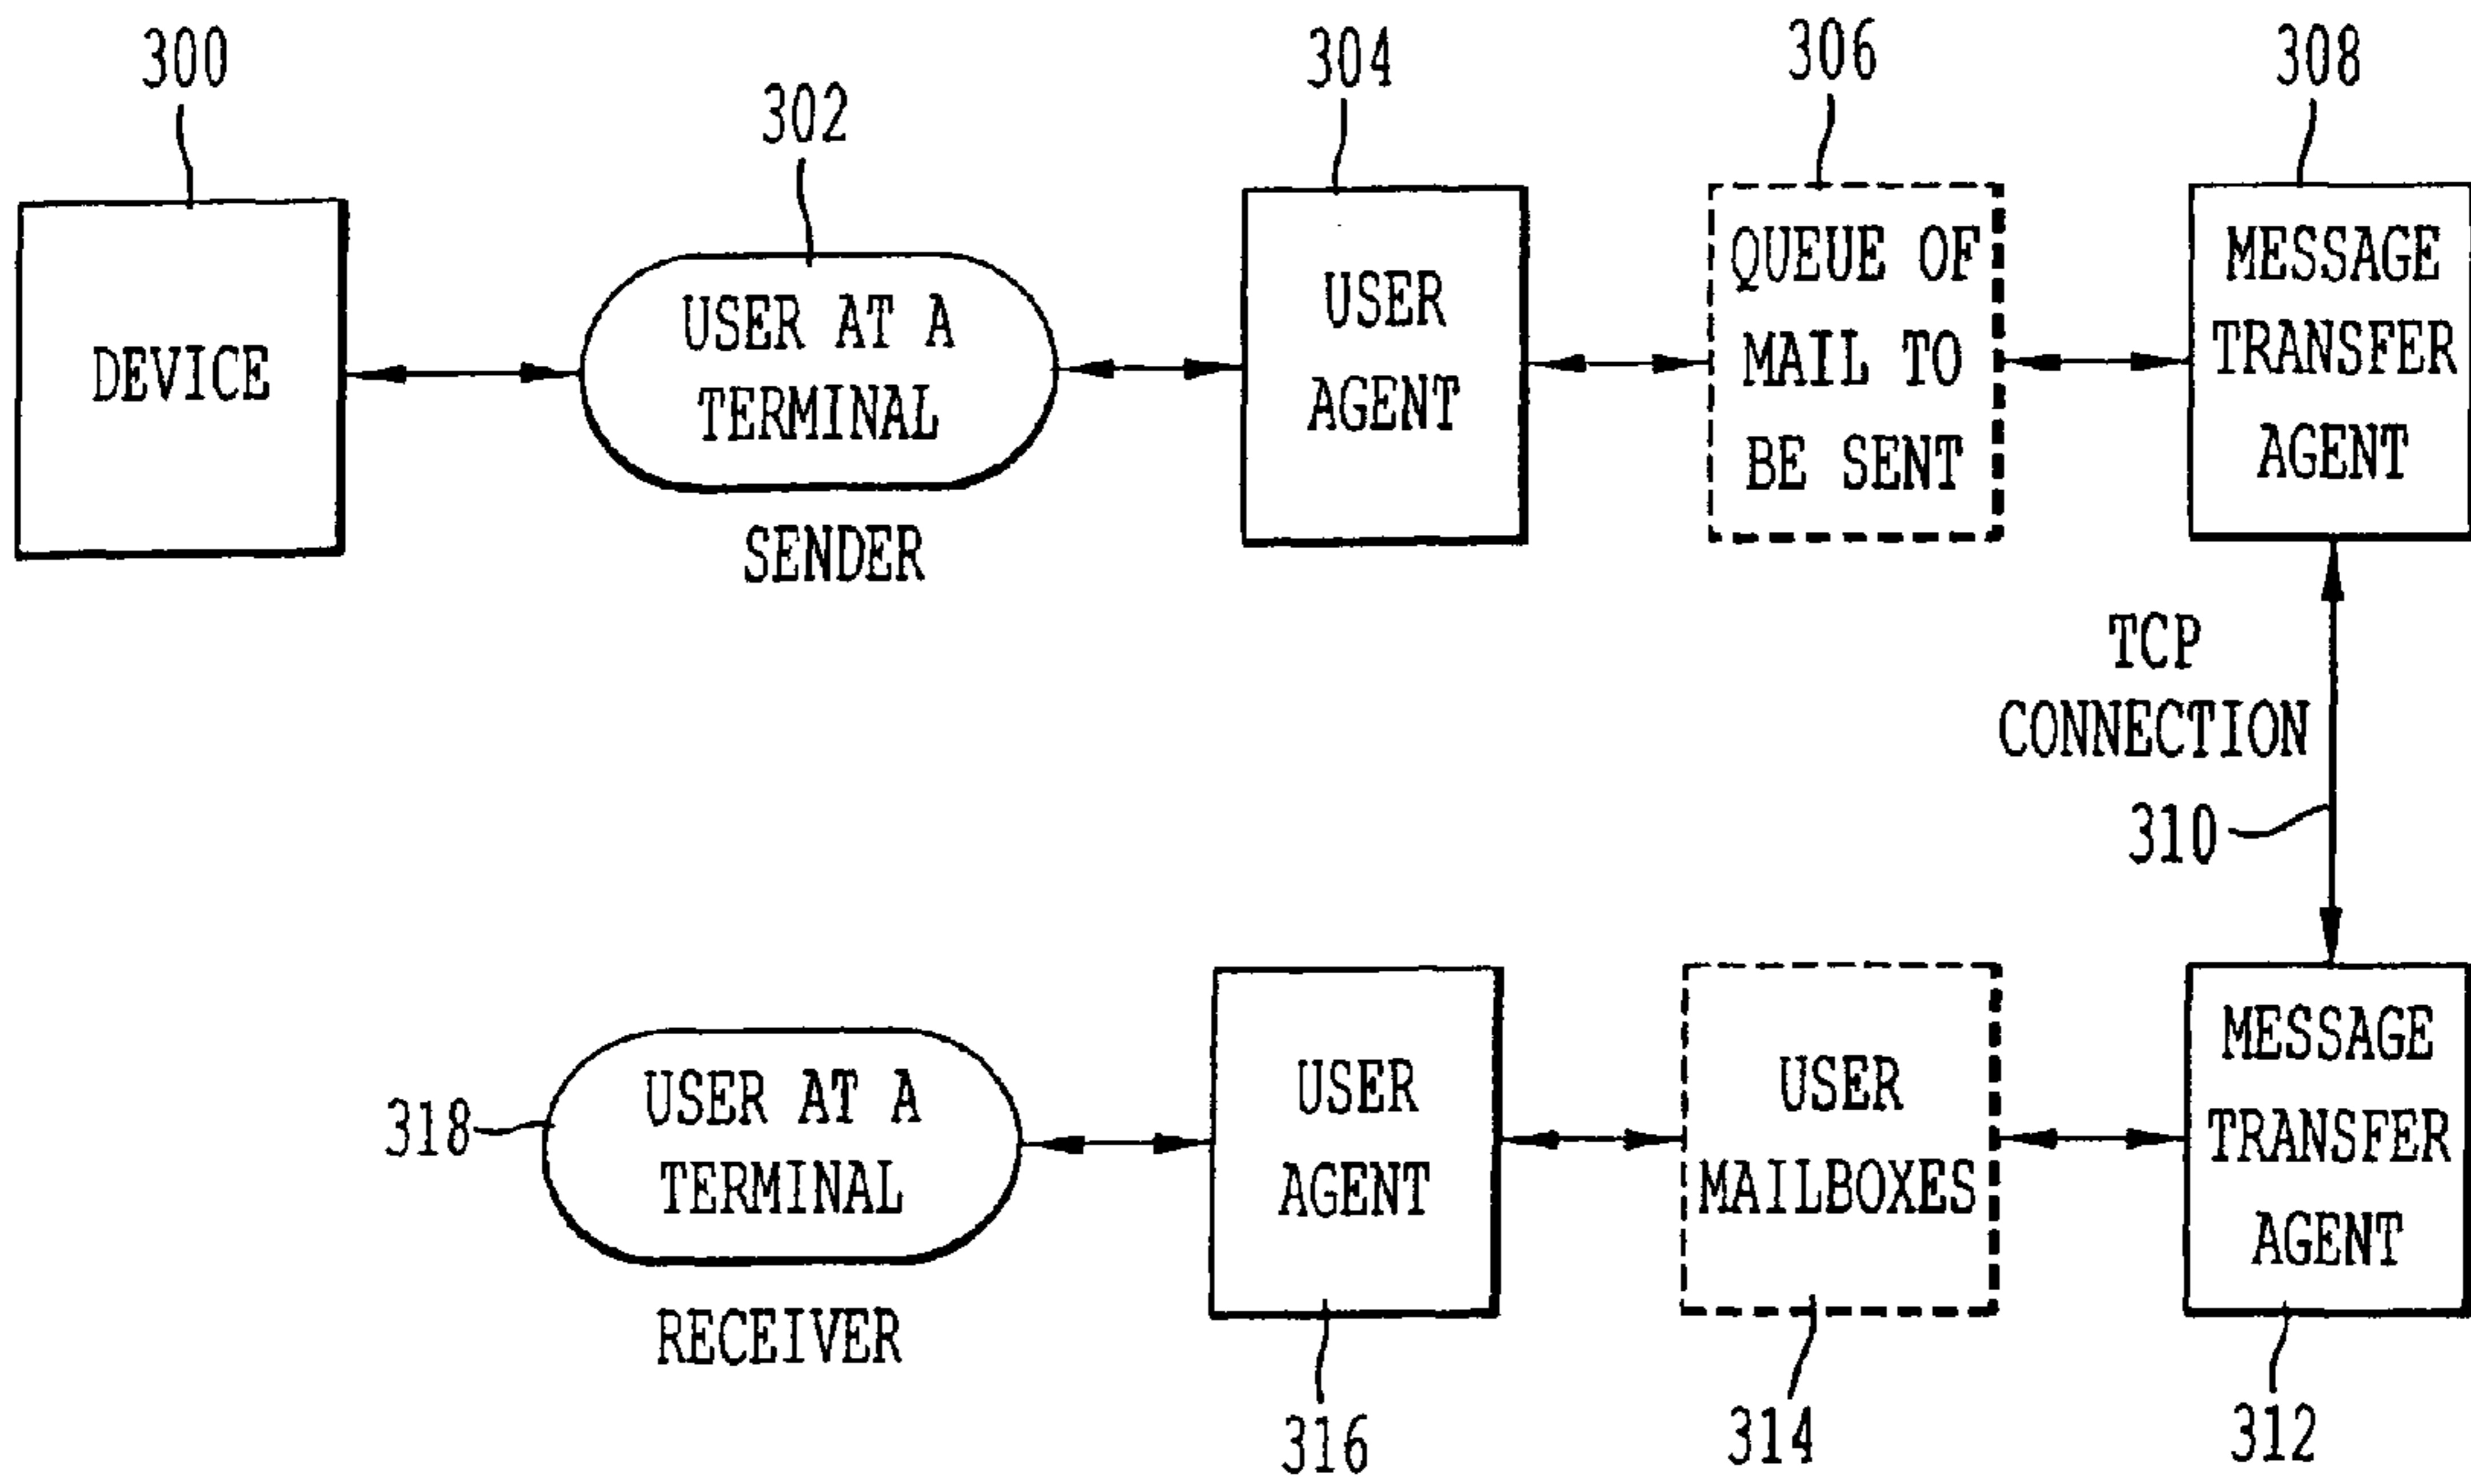 300
302
304
306
308
DEVICE
USER AT A
TERMINAL
SENDER
USER
AGENT
QUEUE OF
MAIL TO
BE SENT
MESSAGE
TRANSFER
AGENT
TCP
CONNECTION
310
318
USER AT A
TERMINAL
RECEIVER
USER
AGENT
316
USER
MAILBOXES
314
MESSAGE
TRANSFER
AGENT
312